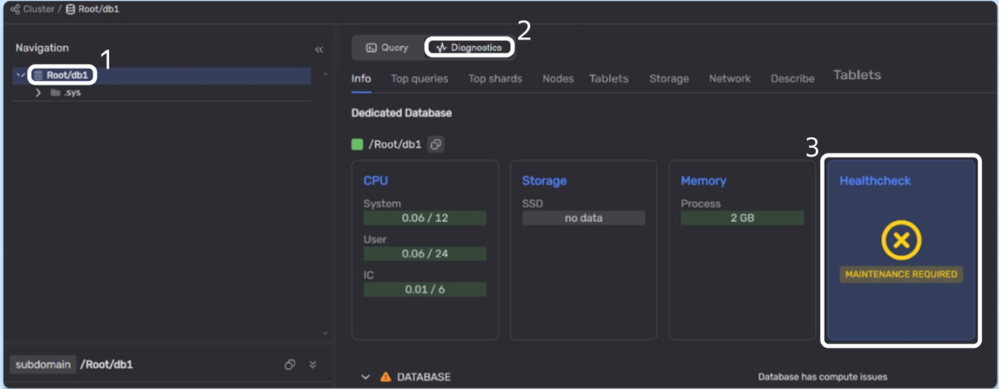 Cluster / Root/db1
Navigation
1
Root/db1
.sys
subdomain /Root/db1
Query Diagnostics 2
Info Top queries Top shards Nodes Tablets Storage Network Describe Tablets
Dedicated Database
/Root/db1
CPU
System
0.06 / 12
User
0.06 / 24
IC
0.01 / 6
Storage
SSD
no data
Memory
Process
2 GB
3
Healthcheck
MAINTENANCE REQUIRED
DATABASE Database has compute issues